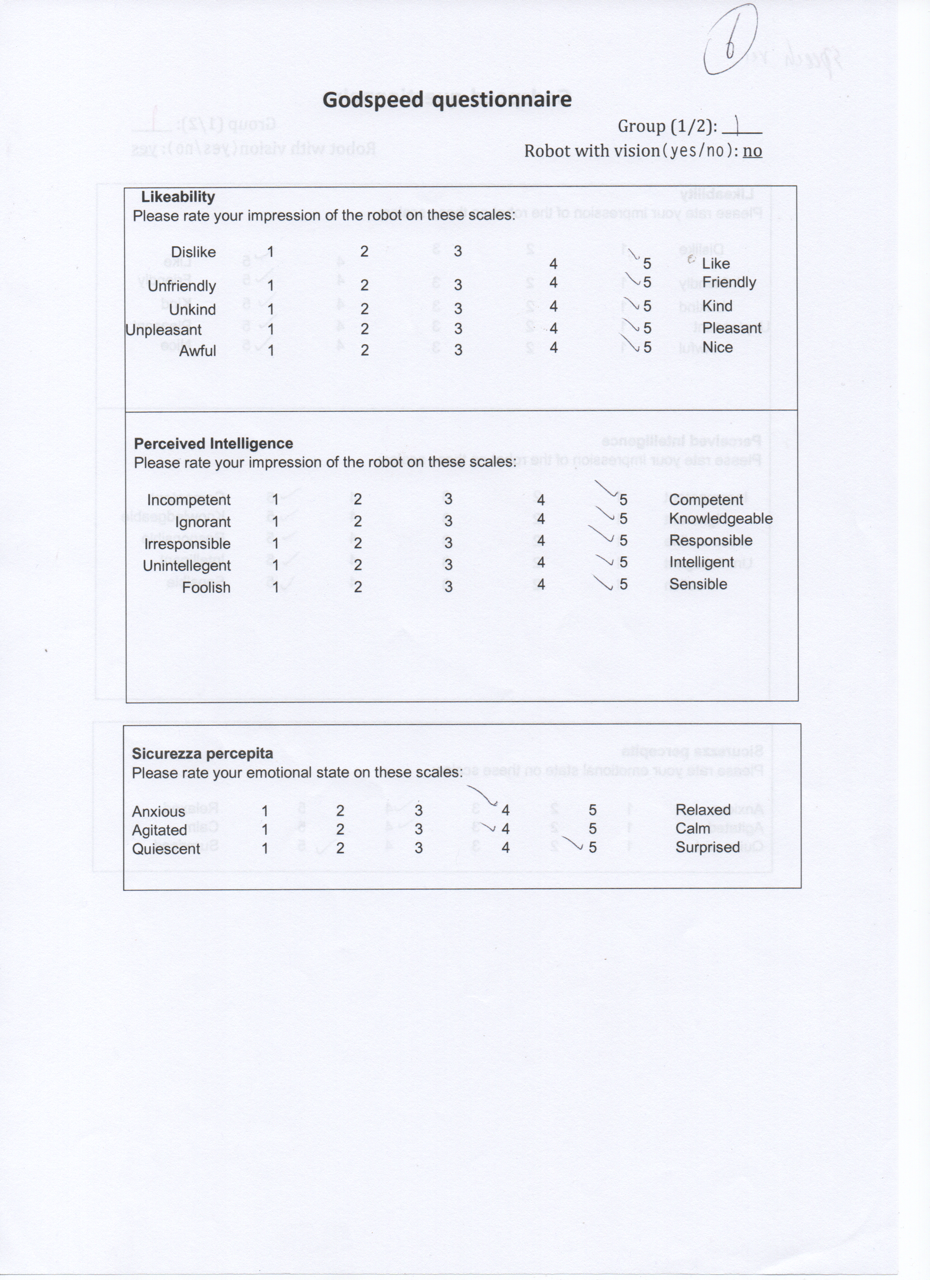 6
Godspeed questionnaire
Group (1/2): 1
Robot with vision(yes/no): no
Likeability
Please rate your impression of the robot on these scales:
Dislike 1 2 3 4 5 Like
Unfriendly 1 2 3 4 5 Friendly
Unkind 1 2 3 4 5 Kind
Unpleasant 1 2 3 4 5 Pleasant
Awful 1 2 3 4 5 Nice
Perceived Intelligence
Please rate your impression of the robot on these scales:
Incompetent 1 2 3 4 5 Competent
Ignorant 1 2 3 4 5 Knowledgeable
Irresponsible 1 2 3 4 5 Responsible
Unintellegent 1 2 3 4 5 Intelligent
Foolish 1 2 3 4 5 Sensible
Sicurezza percepita
Please rate your emotional state on these scales:
Anxious 1 2 3 4 5 Relaxed
Agitated 1 2 3 4 5 Calm
Quiescent 1 2 3 4 5 Surprised